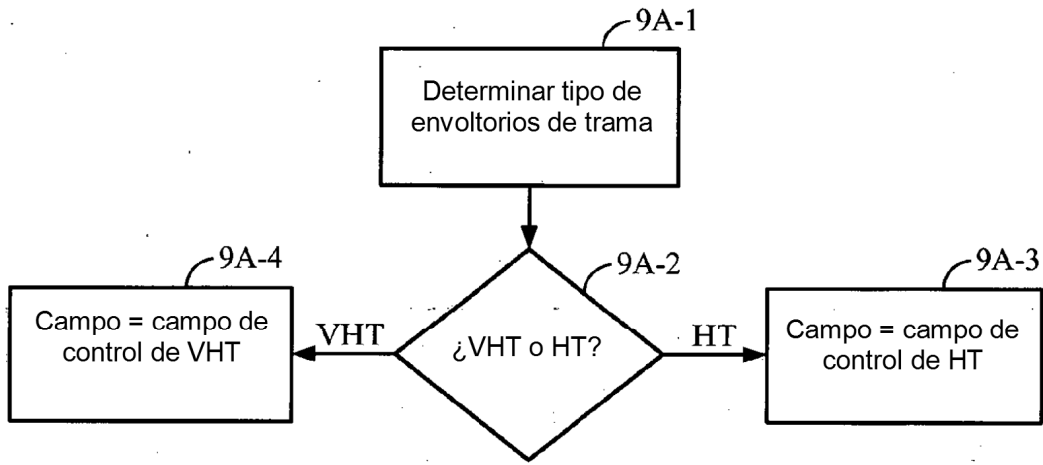 9A-1
Determinar tipo de
envoltorios de trama
9A-4
9A-2
9A-3
Campo = campo de
control de VHT
VHT
¿VHT o HT?
HT
Campo = campo de
control de HT